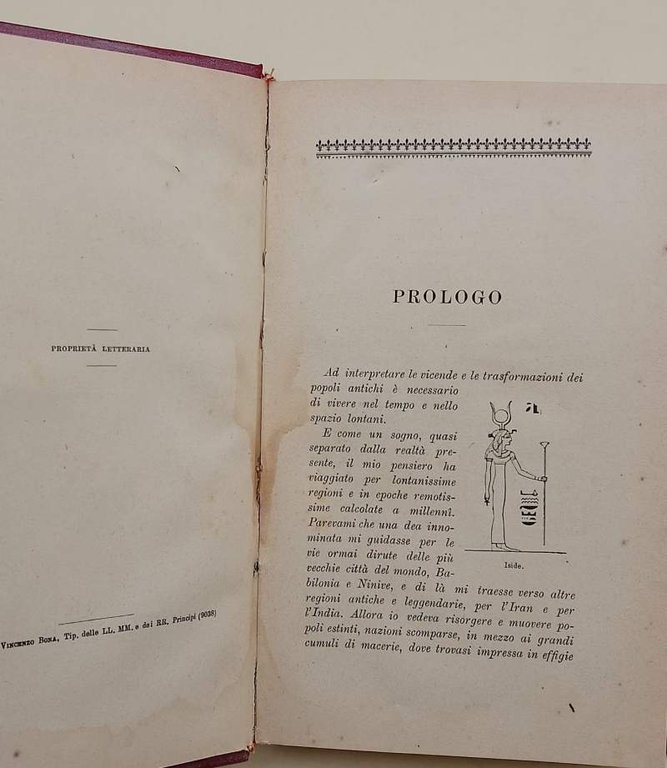 PROPRIETÀ LETTERARIA
VINCENZO BONA, Tip. delle LL. MM. e dei RR. Principi (9038)
PROLOGO
Ad interpretare le vicende e le trasformazioni dei
popoli antichi è necessario
di vivere nel tempo e nello
spazio lontani.
E come un sogno, quasi
separato dalla realtà pre-
sente, il mio pensiero ha
viaggiato per lontanissime
regioni e in epoche remotis-
sime calcolate a millennî.
Parevami che una dea inno-
minata mi guidasse per le
vie ormai dirute delle più
vecchie città del mondo, Ba-
bilonia e Ninive, e di là mi traesse verso altre
regioni antiche e leggendarie, per l'Iran e per
l'India. Allora io vedeva risorgere e muovere po-
poli estinti, nazioni scomparse, in mezzo ai grandi
cumuli di macerie, dove trovasi impressa in effigie
Iside.